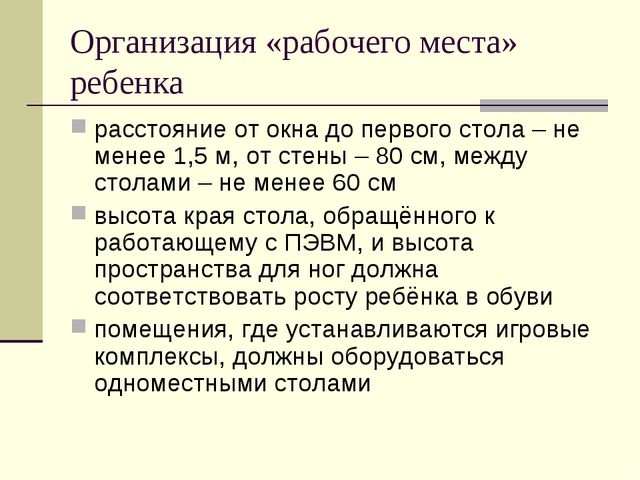 Организация «рабочего места»
ребенка
расстояние от окна до первого стола – не
менее 1,5 м, от стены – 80 см, между
столами – не менее 60 см
высота края стола, обращённого к
работающему с ПЭВМ, и высота
пространства для ног должна
соответствовать росту ребёнка в обуви
помещения, где устанавливаются игровые
комплексы, должны оборудоваться
одноместными столами